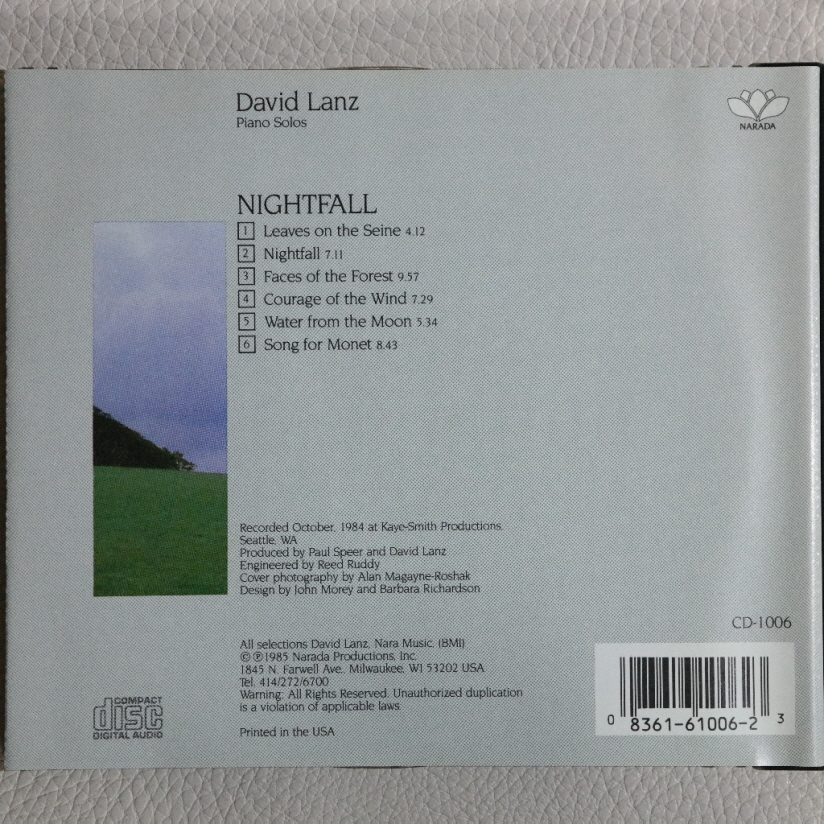 David Lanz
Piano Solos
NARADA
NIGHTFALL
1 Leaves on the Seine 4.12
2 Nightfall 7.11
3 Faces of the Forest 9.57
4 Courage of the Wind 7.29
5 Water from the Moon 5.34
6 Song for Monet 8.43
Recorded October, 1984 at Kaye-Smith Productions,
Seattle, WA
Produced by Paul Speer and David Lanz
Engineered by Reed Ruddy
Cover photography by Alan Magayne-Roshak
Design by John Morey and Barbara Richardson
CD-1006
All selections David Lanz, Nara Music, (BMI)
© ℗1985 Narada Productions, Inc.
1845 N. Farwell Ave., Milwaukee, WI 53202 USA
Tel. 414/272/6700
Warning: All Rights Reserved. Unauthorized duplication
is a violation of applicable laws.
Printed in the USA
COMPACT
disc
DIGITAL AUDIO
0 8361-61006-2 3